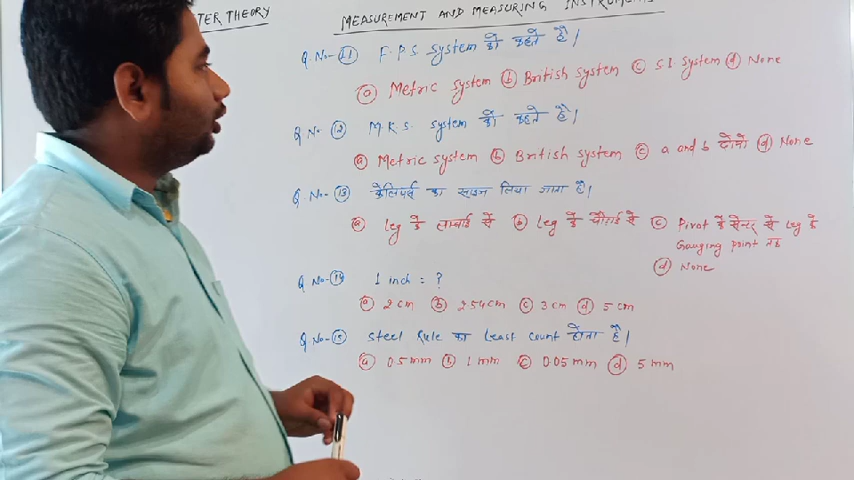 TER THEORY
MEASUREMENT AND MEASURING INSTRUMENTS
Q.No-11 F.P.S system को कहते है।
a Metric system b British system c S.I. system d None
Q.No. 12 M.K.S. system को कहते है।
a Metric system b British system c a and b दोनो d None
Q.No-13 केलिपर्स का साइज लिया जाता है।
a leg के लम्बाई से b leg के चौड़ाई से c Pivot के सेन्टर से leg के
Gauging point तक
d None
Q.No-14 1 inch = ?
a 2 cm b 2.54 cm c 3 cm d 5 cm
Q.No-15 Steel Rule का least count होता है।
a 0.5 mm b 1 mm c 0.05 mm d 5 mm